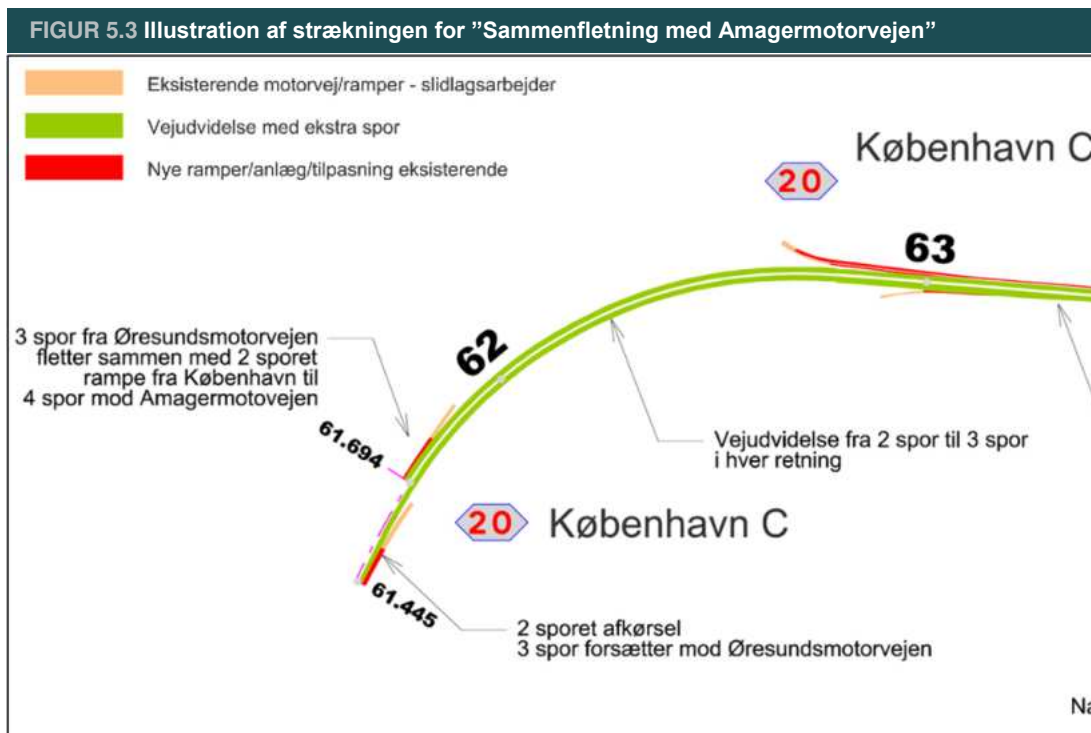 FIGUR 5.3 Illustration af strækningen for ”Sammenfletning med Amagermotorvejen”
Eksisterende motorvej/ramper - slidlagsarbejder
Vejudvidelse med ekstra spor
Nye ramper/anlæg/tilpasning eksisterende
København C
20
63
62
3 spor fra Øresundsmotorvejen
fletter sammen med 2 sporet
rampe fra København til
4 spor mod Amagermotovejen
61.694
Vejudvidelse fra 2 spor til 3 spor
i hver retning
20 København C
61.445
2 sporet afkørsel
3 spor forsætter mod Øresundsmotorvejen